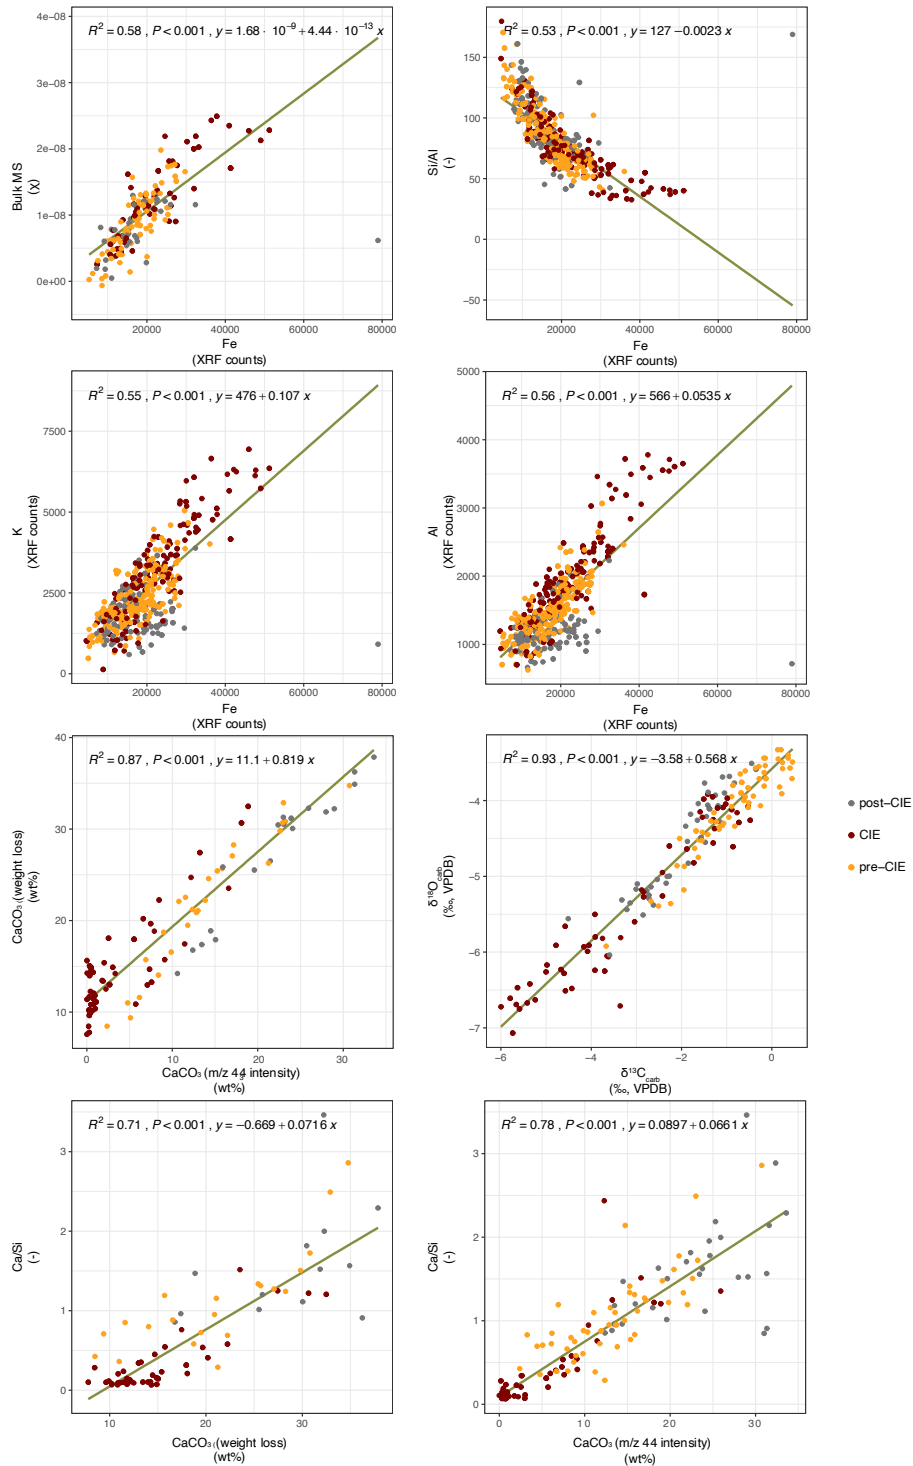 4e−08
3e−08
2e−08
1e−08
0e+00
Bulk MS
(χ)
R² = 0.58 , P < 0.001 , y = 1.68 · 10⁻⁹ + 4.44 · 10⁻¹³ x
20000 40000 60000 80000
Fe
(XRF counts)
150
100
50
0
−50
Si/Al
(-)
R² = 0.53 , P < 0.001 , y = 127 − 0.0023 x
20000 40000 60000 80000
Fe
(XRF counts)
7500
5000
2500
0
K
(XRF counts)
R² = 0.55 , P < 0.001 , y = 476 + 0.107 x
20000 40000 60000 80000
Fe
(XRF counts)
5000
4000
3000
2000
1000
Al
(XRF counts)
R² = 0.56 , P < 0.001 , y = 566 + 0.0535 x
20000 40000 60000 80000
Fe
(XRF counts)
40
30
20
10
CaCO₃ (weight loss)
(wt%)
R² = 0.87 , P < 0.001 , y = 11.1 + 0.819 x
0 10 20 30
CaCO₃ (m/z 44 intensity)
(wt%)
−4
−5
−6
−7
δ¹⁸O carb
(‰, VPDB)
R² = 0.93 , P < 0.001 , y = −3.58 + 0.568 x
−6 −4 −2 0
δ¹³C carb
(‰, VPDB)
post−CIE
CIE
pre−CIE
3
2
1
0
Ca/Si
(-)
R² = 0.71 , P < 0.001 , y = −0.669 + 0.0716 x
10 20 30
CaCO₃ (weight loss)
(wt%)
3
2
1
0
Ca/Si
(-)
R² = 0.78 , P < 0.001 , y = 0.0897 + 0.0661 x
0 10 20 30
CaCO₃ (m/z 44 intensity)
(wt%)